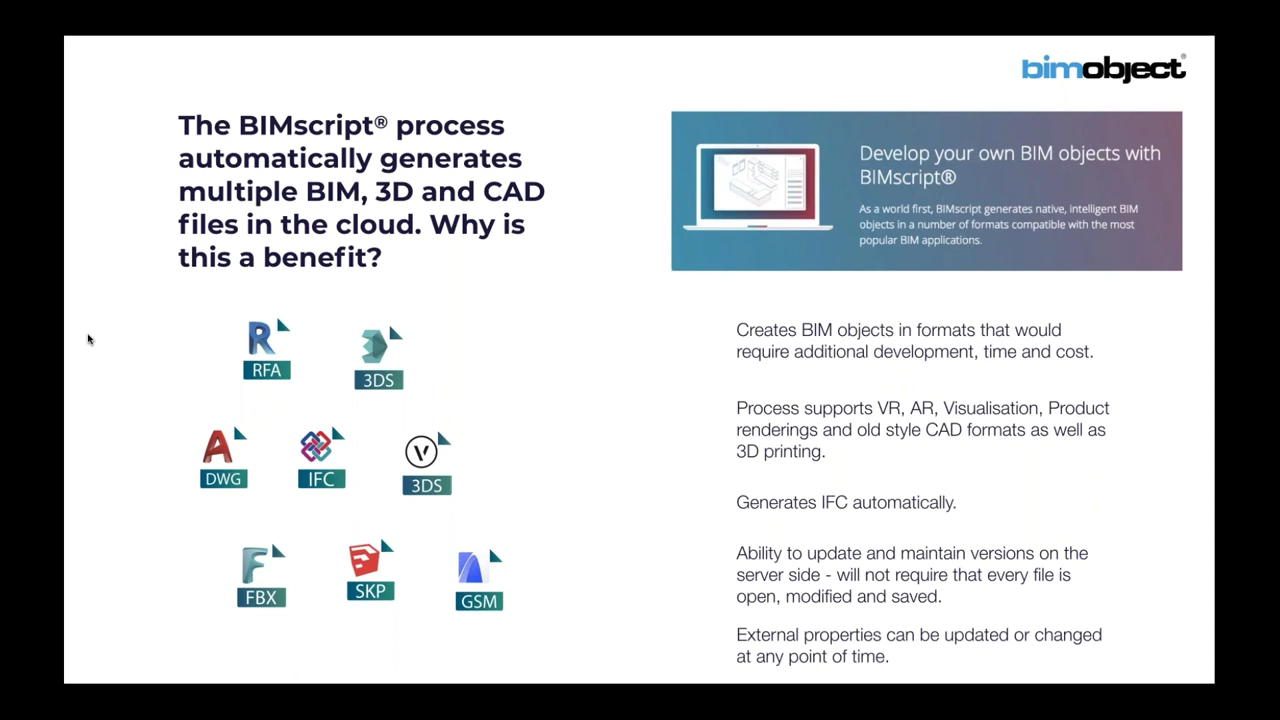 bimobject®
The BIMscript® process
automatically generates
multiple BIM, 3D and CAD
files in the cloud. Why is
this a benefit?
Develop your own BIM objects with
BIMscript®
As a world first, BIMscript generates native, intelligent BIM
objects in a number of formats compatible with the most
popular BIM applications.
RFA
3DS
DWG
IFC
3DS
FBX
SKP
GSM
Creates BIM objects in formats that would
require additional development, time and cost.
Process supports VR, AR, Visualisation, Product
renderings and old style CAD formats as well as
3D printing.
Generates IFC automatically.
Ability to update and maintain versions on the
server side - will not require that every file is
open, modified and saved.
External properties can be updated or changed
at any point of time.